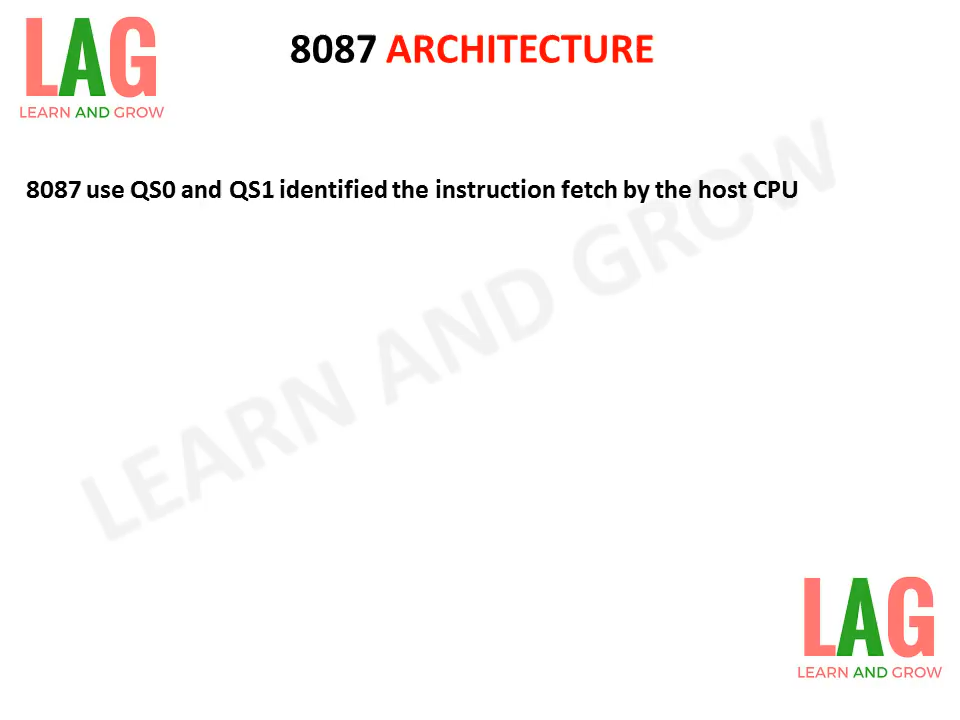 LAG
LEARN AND GROW
8087 ARCHITECTURE
8087 use QS0 and QS1 identified the instruction fetch by the host CPU
LEARN AND GROW
LAG
LEARN AND GROW